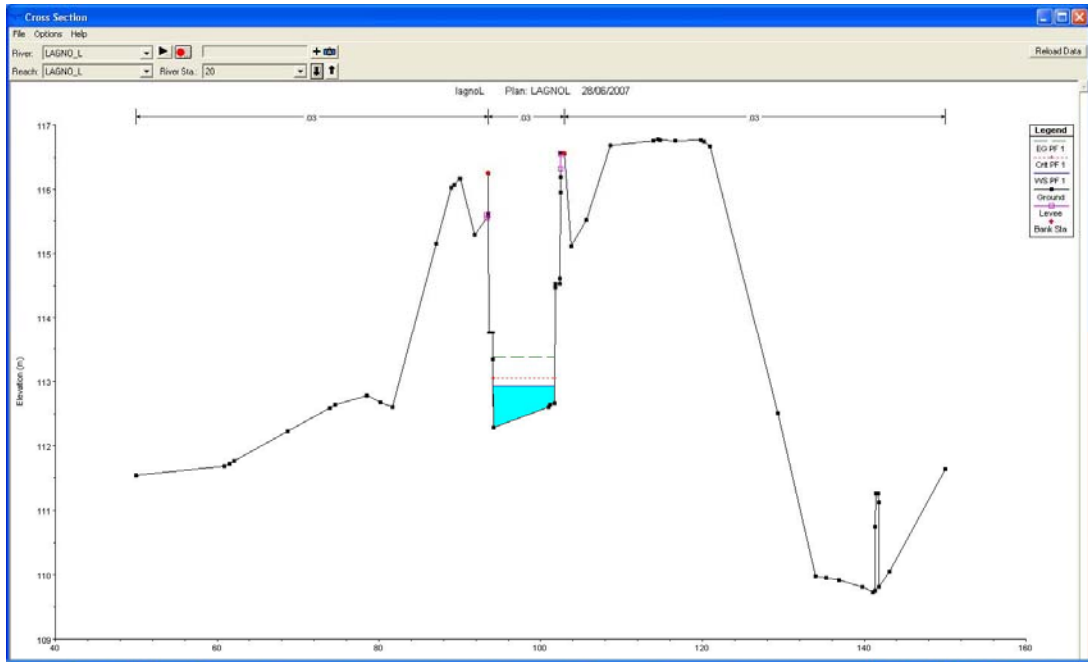 Cross Section
File Options Help
River: LAGNO_L
Reload Data
Reach: LAGNO_L River Sta.: 20
lagnoL Plan: LAGNOL 28/06/2007
.03 .03 .03
Legend
EG PF 1
Crit PF 1
WS PF 1
Ground
Levee
Bank Sta
Elevation (m)
117
116
115
114
113
112
111
110
109
40 60 80 100 120 140 160